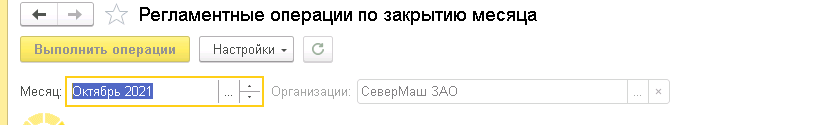 Регламентные операции по закрытию месяца
Выполнить операции Настройки
Месяц: Октябрь 2021 ... Организации: СеверМаш ЗАО ... ×